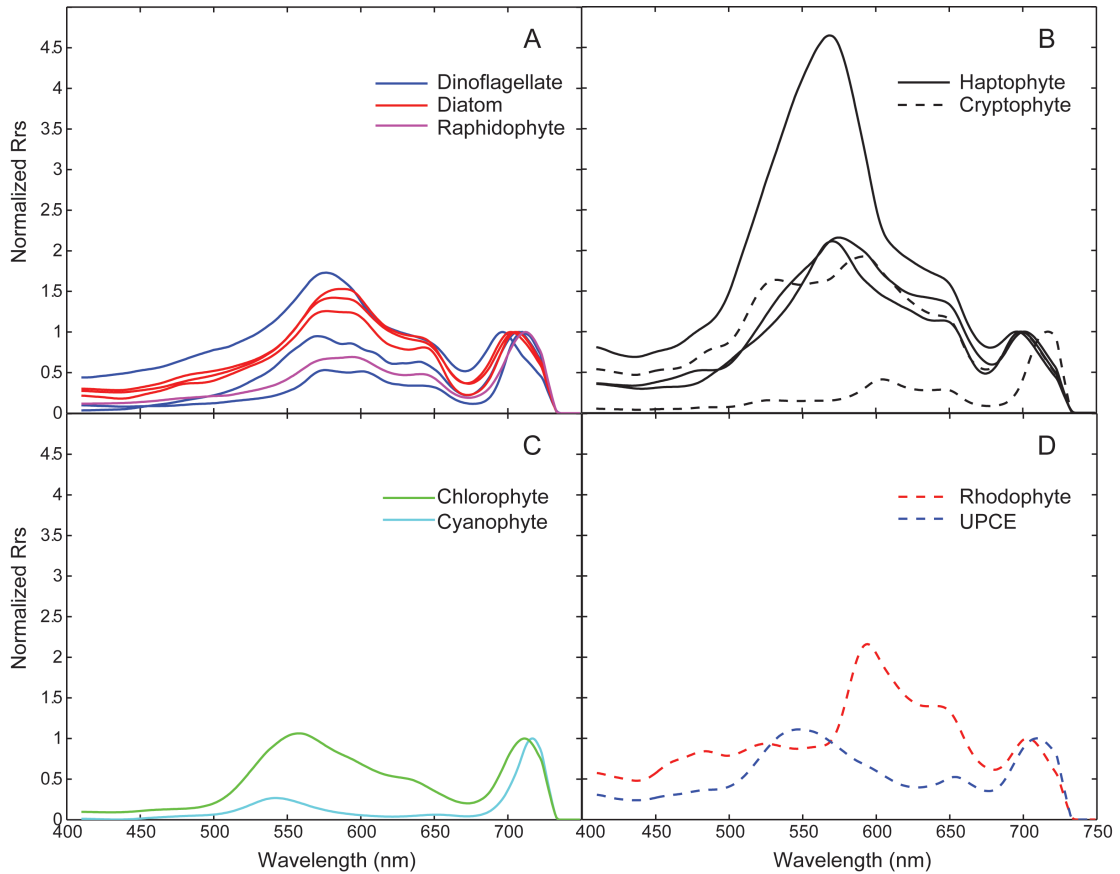 A
Dinoflagellate
Diatom
Raphidophyte
4.5
4
3.5
3
2.5
2
1.5
1
0.5
0
Normalized Rrs
B
Haptophyte
Cryptophyte
C
Chlorophyte
Cyanophyte
4.5
4
3.5
3
2.5
2
1.5
1
0.5
0
Normalized Rrs
400 450 500 550 600 650 700
Wavelength (nm)
D
Rhodophyte
UPCE
400 450 500 550 600 650 700 750
Wavelength (nm)